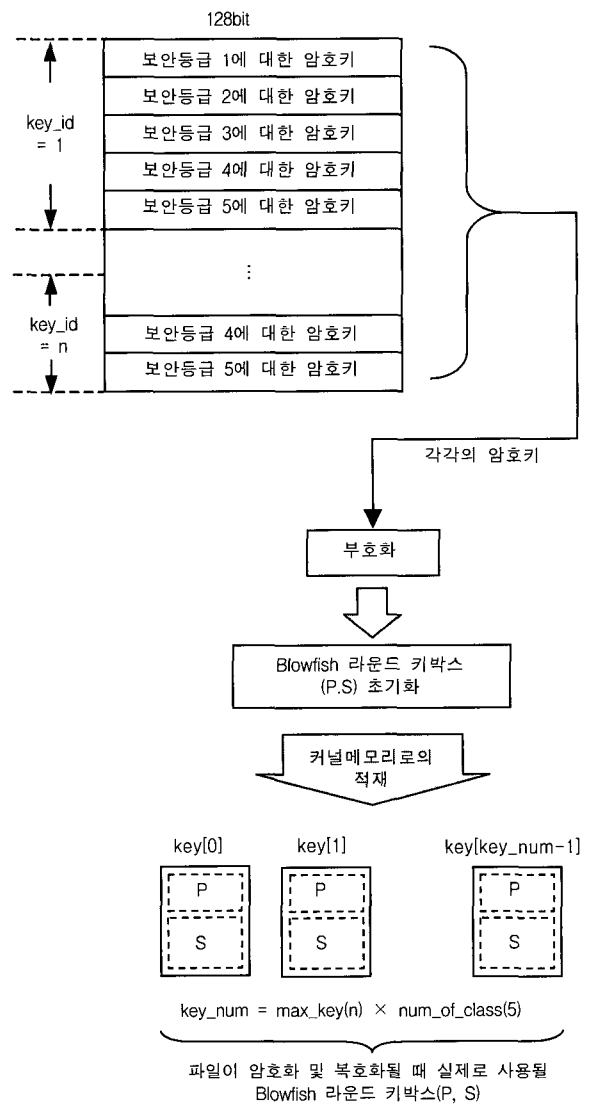 128bit
보안등급 1에 대한 암호키
보안등급 2에 대한 암호키
key_id
= 1
보안등급 3에 대한 암호키
보안등급 4에 대한 암호키
보안등급 5에 대한 암호키
⋮
key_id
= n
보안등급 4에 대한 암호키
보안등급 5에 대한 암호키
각각의 암호키
부호화
Blowfish 라운드 키박스
(P.S) 초기화
커널메모리로의
적재
key[0] key[1] key[key_num-1]
P P P
S S S
key_num = max_key(n) × num_of_class(5)
파일이 암호화 및 복호화될 때 실제로 사용될
Blowfish 라운드 키박스(P, S)